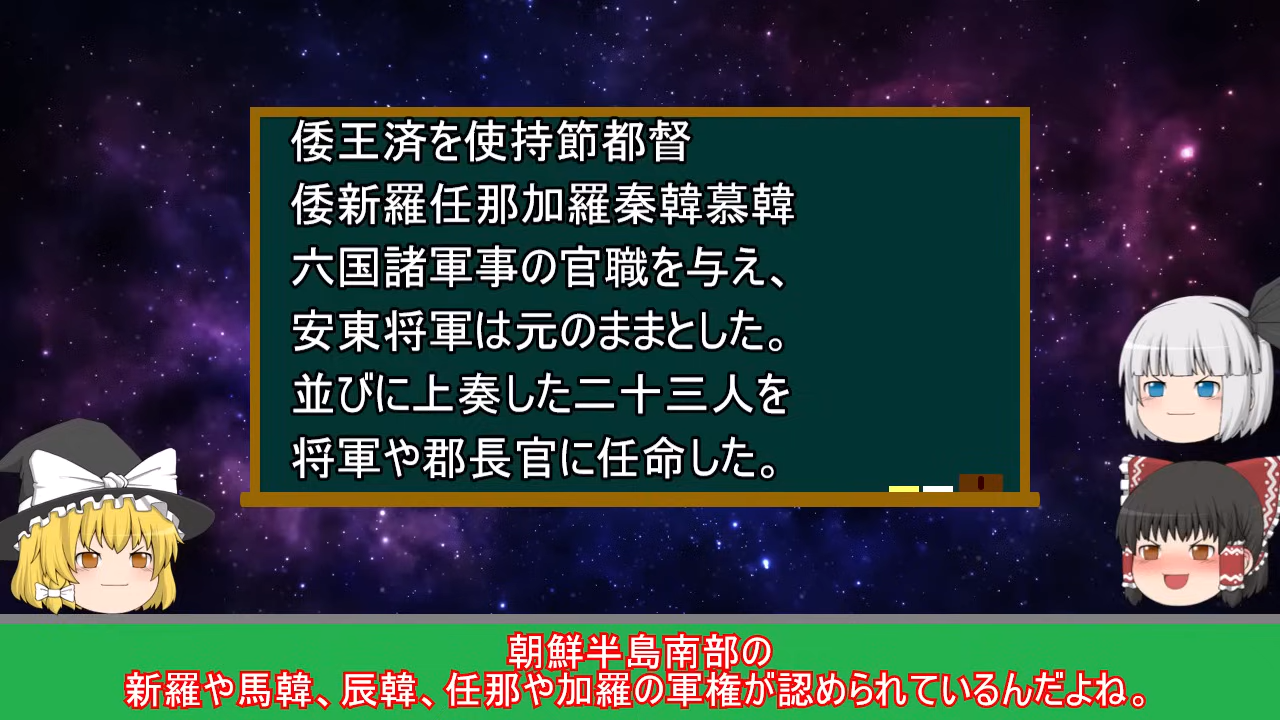 倭王済を使持節都督
倭新羅任那加羅秦韓慕韓
六国諸軍事の官職を与え、
安東将軍は元のままとした。
並びに上奏した二十三人を
将軍や郡長官に任命した。
朝鮮半島南部の
新羅や馬韓、辰韓、任那や加羅の軍権が認められているんだよね。